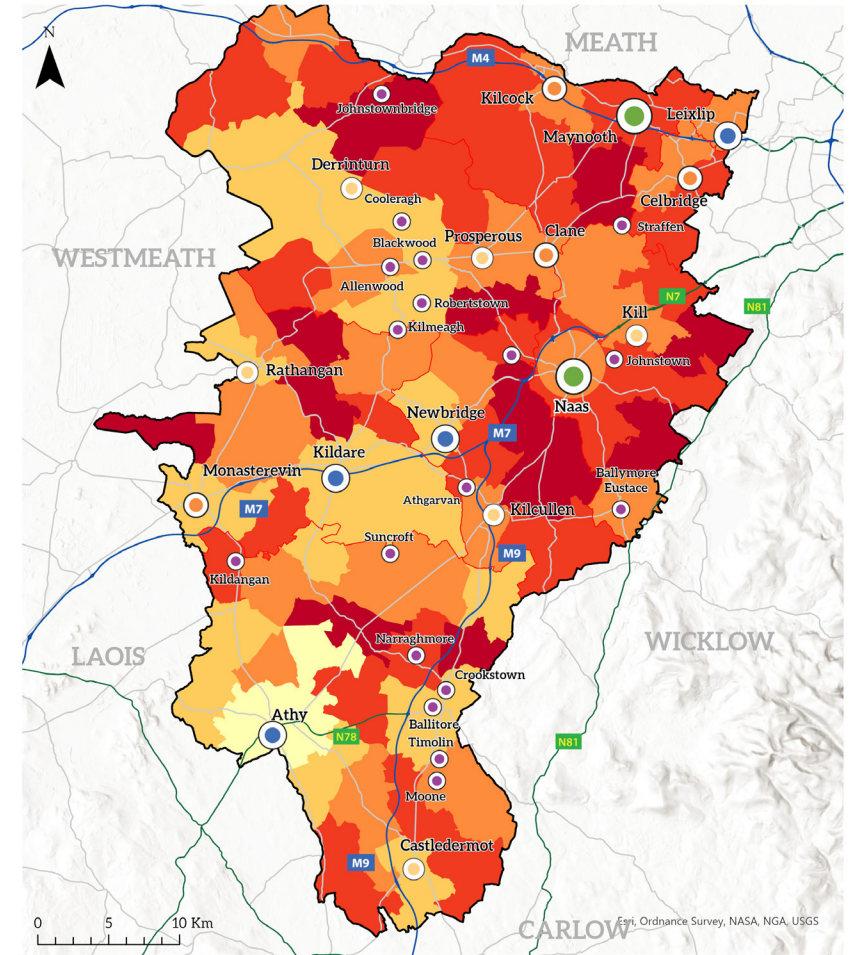 N
MEATH
M4
Kilcock
Johnstownbridge
Leixlip
Maynooth
Derrinturn
Celbridge
Cooleragh
Straffan
Blackwood
Prosperous
Clane
WESTMEATH
Allenwood
N7
Robertstown
N81
Kill
Kilmeagh
Johnstown
Rathangan
Naas
Newbridge
M7
Kildare
Monasterevin
Ballymore
Eustace
Athgarvan
M7
Kilcullen
Suncroft
M9
Kildangan
Narraghmore
WICKLOW
LAOIS
Crookstown
Athy
Ballitore
N78
Timolin
N81
Moone
Castledermot
M9
0 5 10 Km
Esri, Ordnance Survey, NASA, NGA, USGS
CARLOW